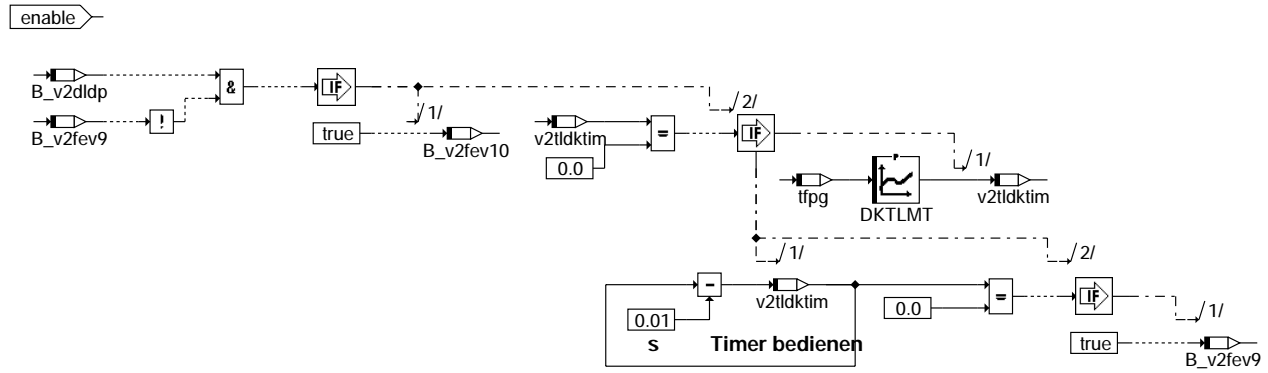 enable
B_v2dldp
&
IF
/1/
/2/
B_v2fev9
!
true
B_v2fev10
v2tldktim
=
IF
0.0
/1/
P
tfpg
DKTLMT
v2tldktim
/1/
/2/
-
v2tldktim
=
IF
0.01
0.0
/1/
s
Timer bedienen
true
B_v2fev9